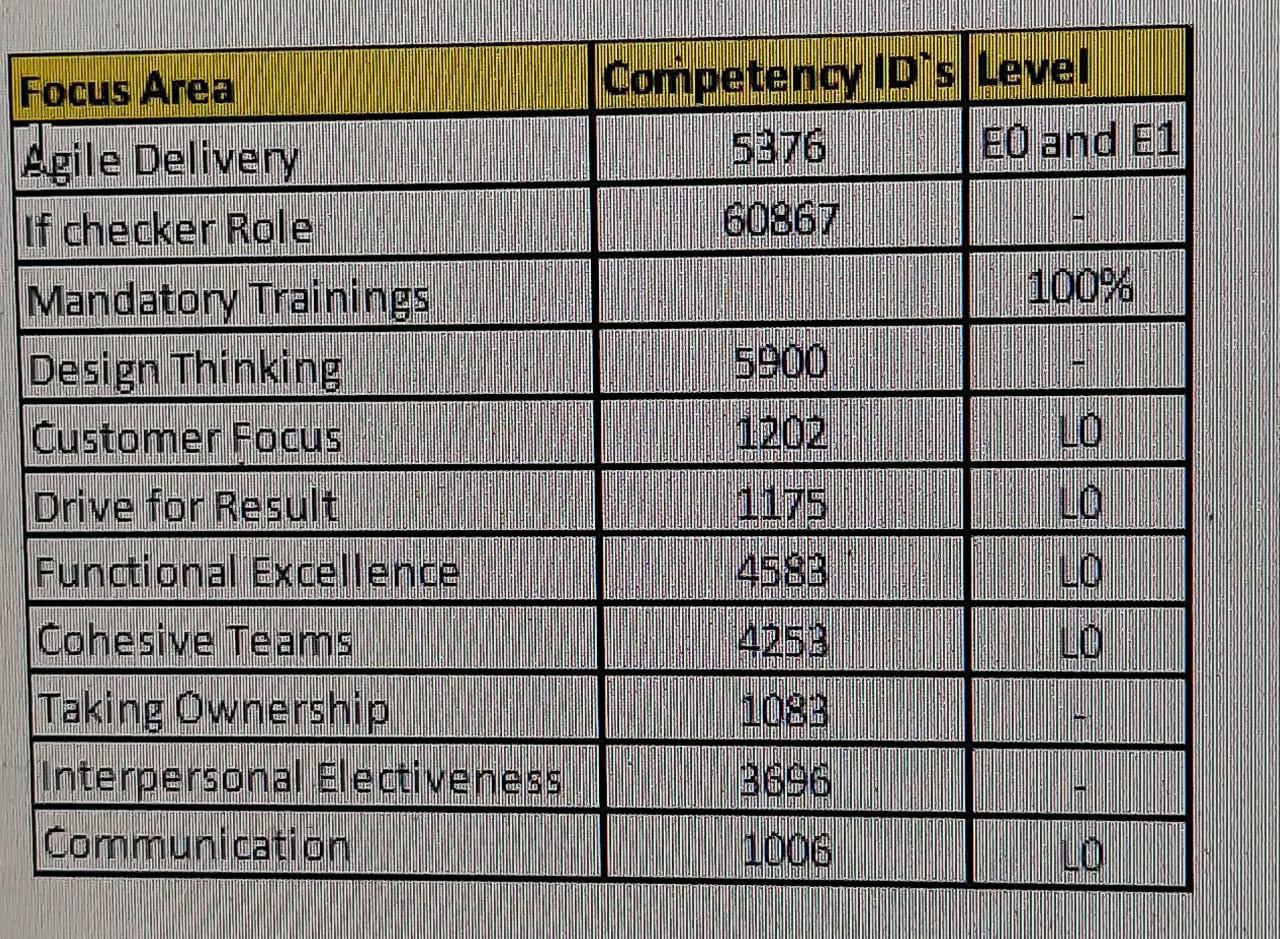 Focus Area Competency ID`s Level
Agile Delivery 5376 E0 and E1
If checker Role 60867 -
Mandatory Trainings 100%
Design Thinking 5900 -
Customer Focus 1202 L0
Drive for Result 1175 L0
Functional Excellence 4583 L0
Cohesive Teams 4253 L0
Taking Ownership 1083 -
Interpersonal Electiveness 3696 -
Communication 1006 L0